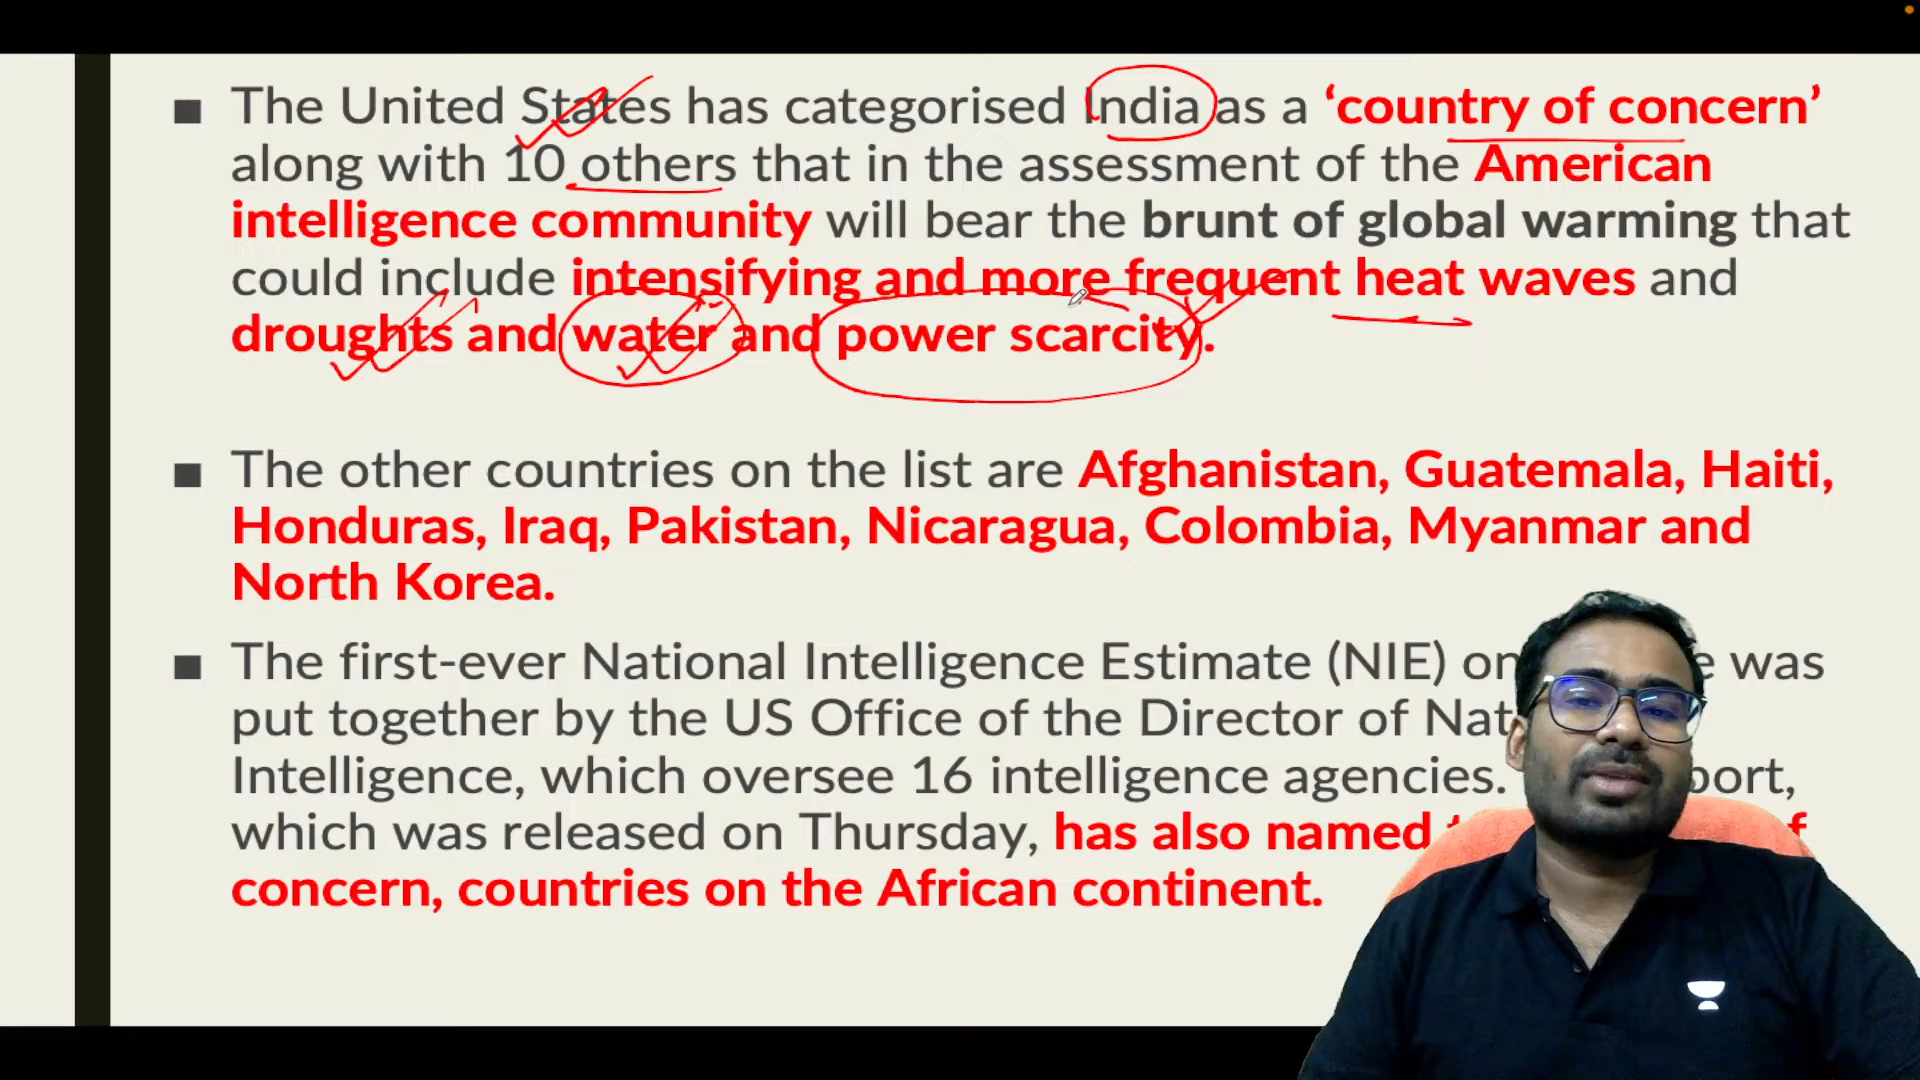 ■ The United States has categorised India as a ‘country of concern’
along with 10 others that in the assessment of the American
intelligence community will bear the brunt of global warming that
could include intensifying and more frequent heat waves and
droughts and water and power scarcity.
■ The other countries on the list are Afghanistan, Guatemala, Haiti,
Honduras, Iraq, Pakistan, Nicaragua, Colombia, Myanmar and
North Korea.
■ The first-ever National Intelligence Estimate (NIE) on was
put together by the US Office of the Director of
Intelligence, which oversee 16 intelligence agencies.
which was released on Thursday, has also named
concern, countries on the African continent.